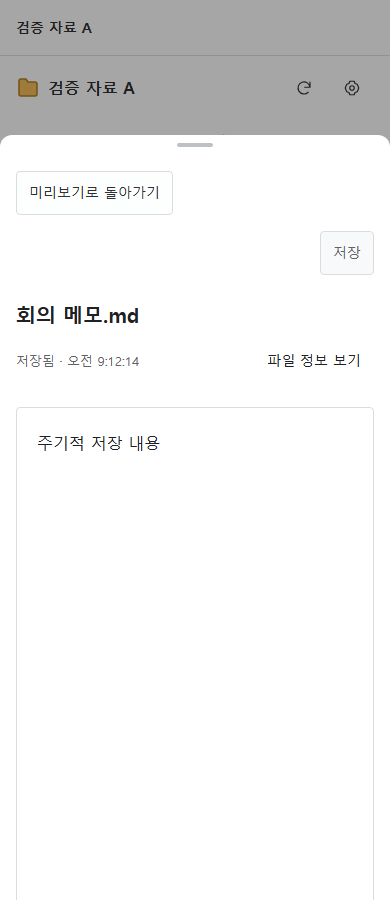 검증 자료 A
검증 자료 A
미리보기로 돌아가기
저장
회의 메모.md
저장됨 · 오전 9:12:14
파일 정보 보기
주기적 저장 내용